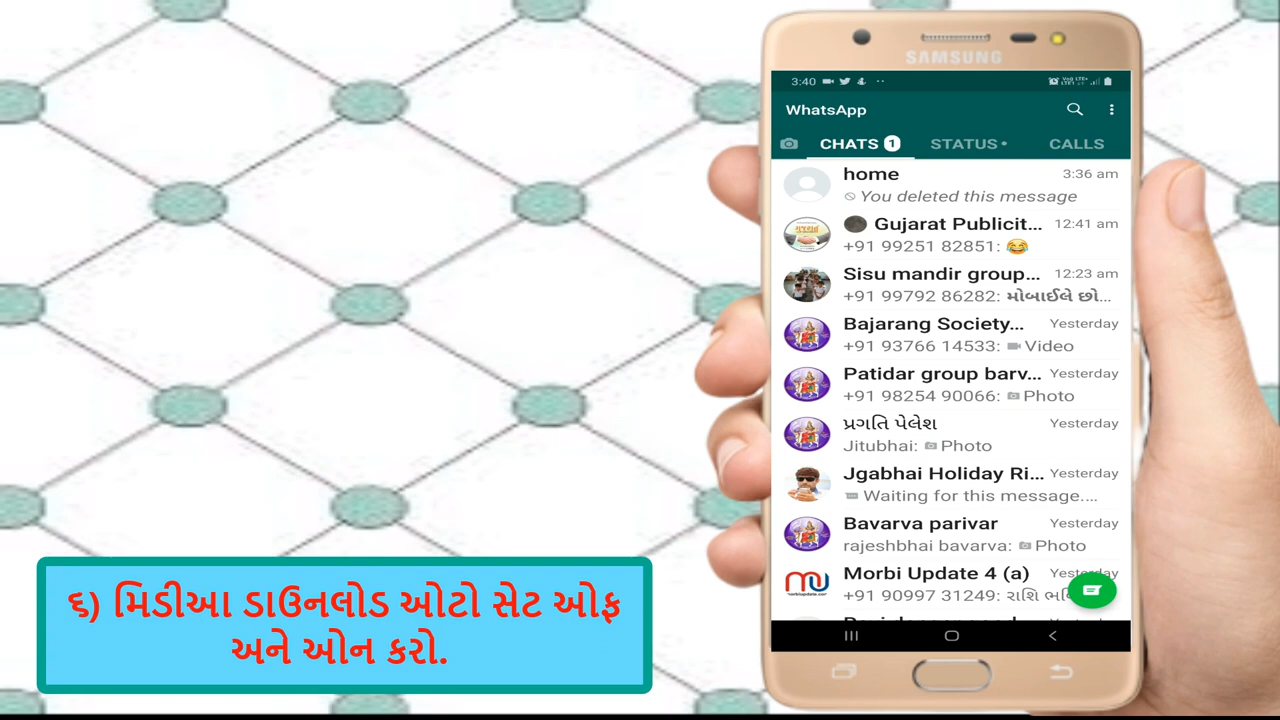 SAMSUNG
3:40
WhatsApp
CHATS 1 STATUS CALLS
home 3:36 am
You deleted this message
Gujarat Publicit... 12:41 am
+91 99251 82851: 😂
Sisu mandir group... 12:23 am
+91 99792 86282: મોબાઈલે છો...
Bajarang Society... Yesterday
+91 93766 14533: Video
Patidar group barv... Yesterday
+91 98254 90066: Photo
પ્રગતિ પેલેશ Yesterday
Jitubhai: Photo
Jgabhai Holiday Ri... Yesterday
Waiting for this message....
Bavarva parivar Yesterday
rajeshbhai bavarva: Photo
Morbi Update 4 (a) Yesterday
+91 90997 31249: રાશિ
૬) મિડીઆ ડાઉનલોડ ઓટો સેટ ઓફ
અને ઓન કરો.